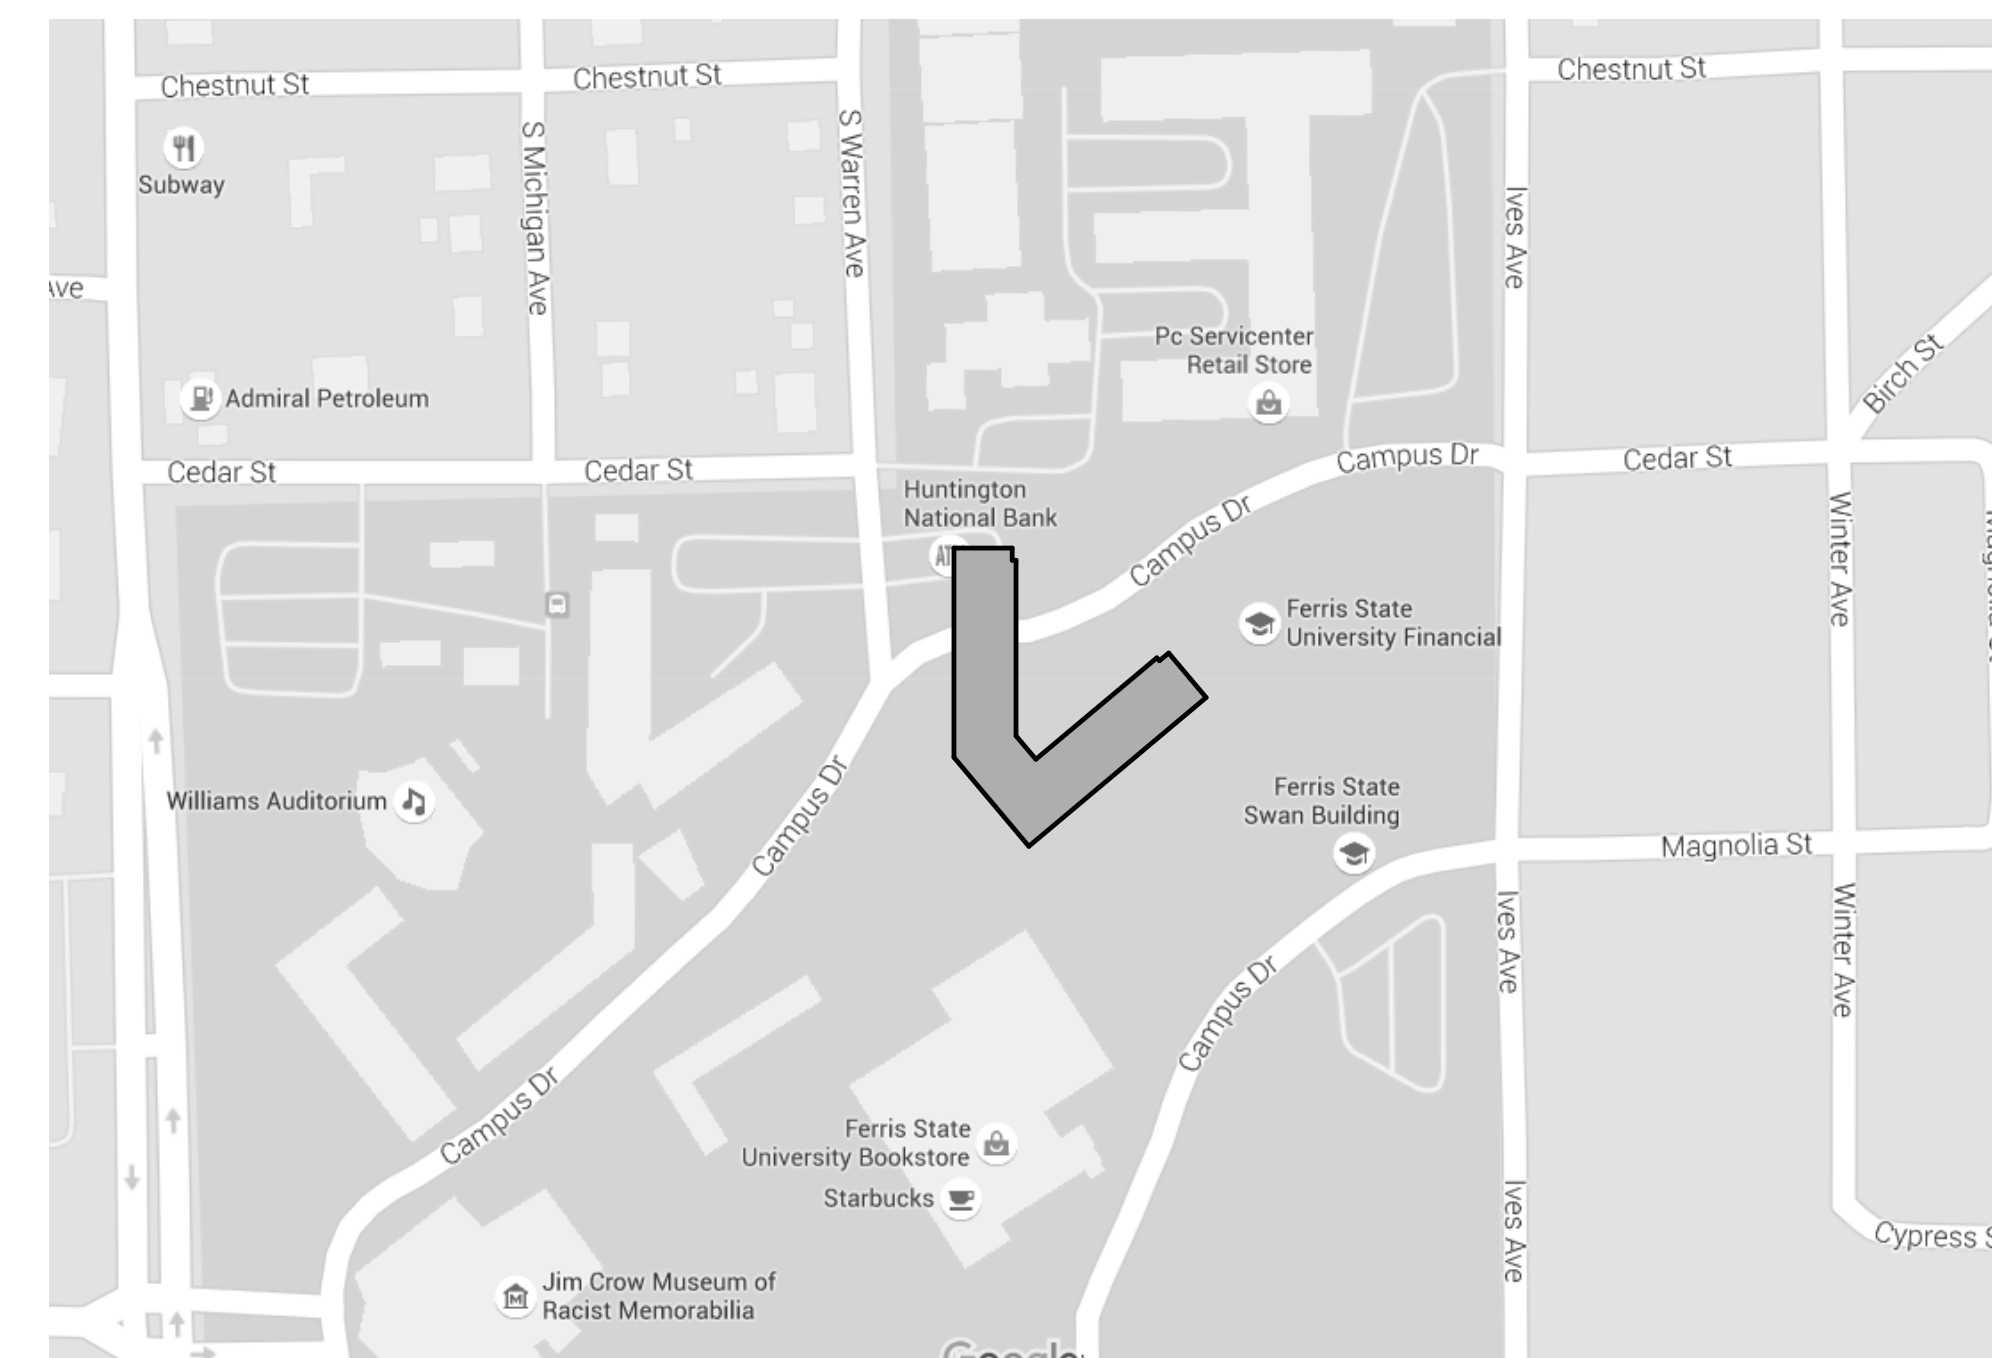 Chestnut St
Chestnut St
Chestnut St
Subway
S Michigan Ave
S Warren Ave
Ives Ave
Ave
Pc Servicenter
Retail Store
Birch St
Admiral Petroleum
Cedar St
Cedar St
Campus Dr
Cedar St
Huntington
National Bank
Campus Dr
Winter Ave
Ferris State
University Financial
Williams Auditorium
Campus Dr
Ferris State
Swan Building
Magnolia St
Ives Ave
Winter Ave
Campus Dr
Campus Dr
Ferris State
University Bookstore
Starbucks
Ives Ave
Cypress S
Jim Crow Museum of
Racist Memorabilia
Google